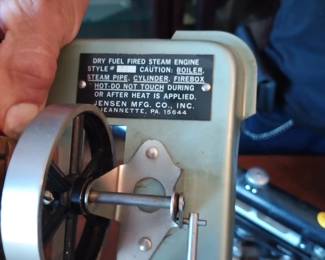 DRY FUEL FIRED STEAM ENGINE
STYLE # CAUTION: BOILER,
STEAM PIPE, CYLINDER, FIREBOX
HOT-DO NOT TOUCH DURING
OR AFTER HEAT IS APPLIED.
JENSEN MFG. CO., INC.
JEANNETTE, PA. 15644